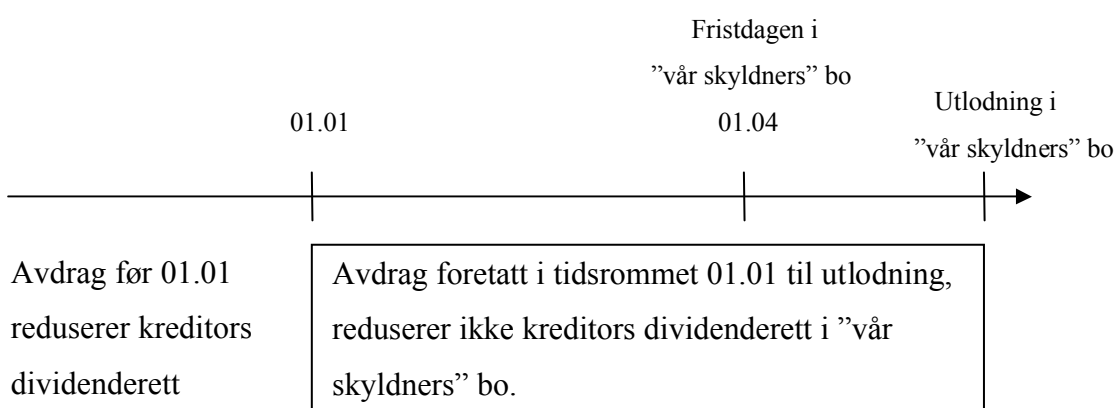 Fristdagen i
”vår skyldners” bo
01.01
01.04
Utlodning i
”vår skyldners” bo
Avdrag før 01.01
reduserer kreditors
dividenderett
Avdrag foretatt i tidsrommet 01.01 til utlodning,
reduserer ikke kreditors dividenderett i ”vår
skyldners” bo.